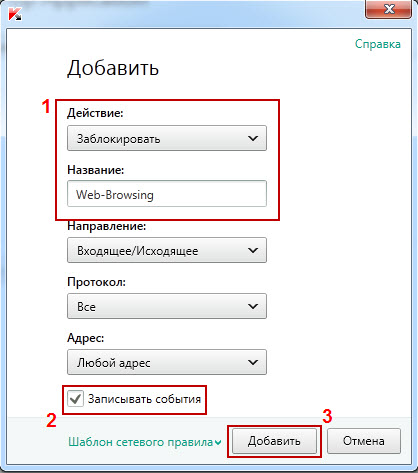 Справка
Добавить
1
Действие:
Заблокировать
Название:
Web-Browsing
Направление:
Входящее/Исходящее
Протокол:
Все
Адрес:
Любой адрес
Записывать события
2
3
Шаблон сетевого правила
Добавить
Отмена